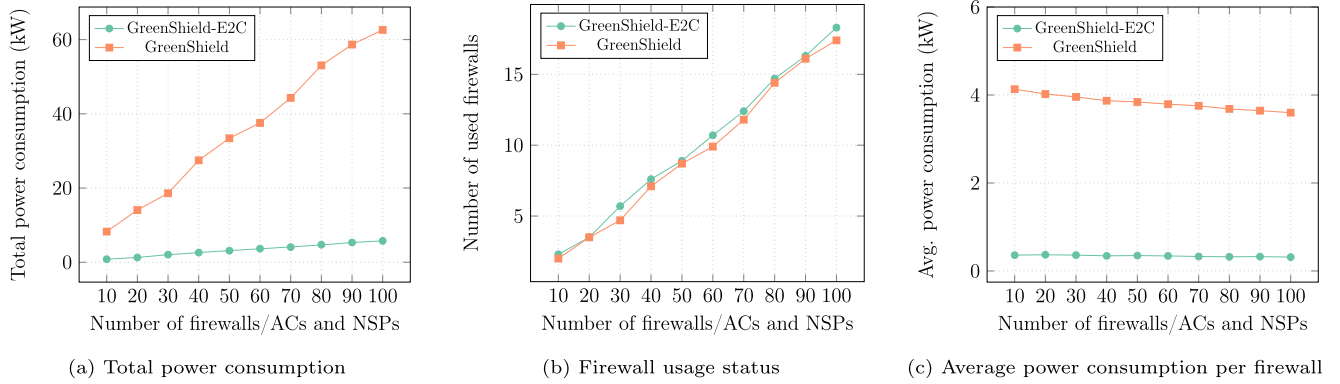 Total power consumption (kW)
60
40
20
0
GreenShield-E2C
GreenShield
10 20 30 40 50 60 70 80 90 100
Number of firewalls/ACs and NSPs
(a) Total power consumption
Number of used firewalls
15
10
5
GreenShield-E2C
GreenShield
10 20 30 40 50 60 70 80 90 100
Number of firewalls/ACs and NSPs
(b) Firewall usage status
Avg. power consumption (kW)
6
4
2
0
GreenShield-E2C
GreenShield
10 20 30 40 50 60 70 80 90 100
Number of firewalls/ACs and NSPs
(c) Average power consumption per firewall